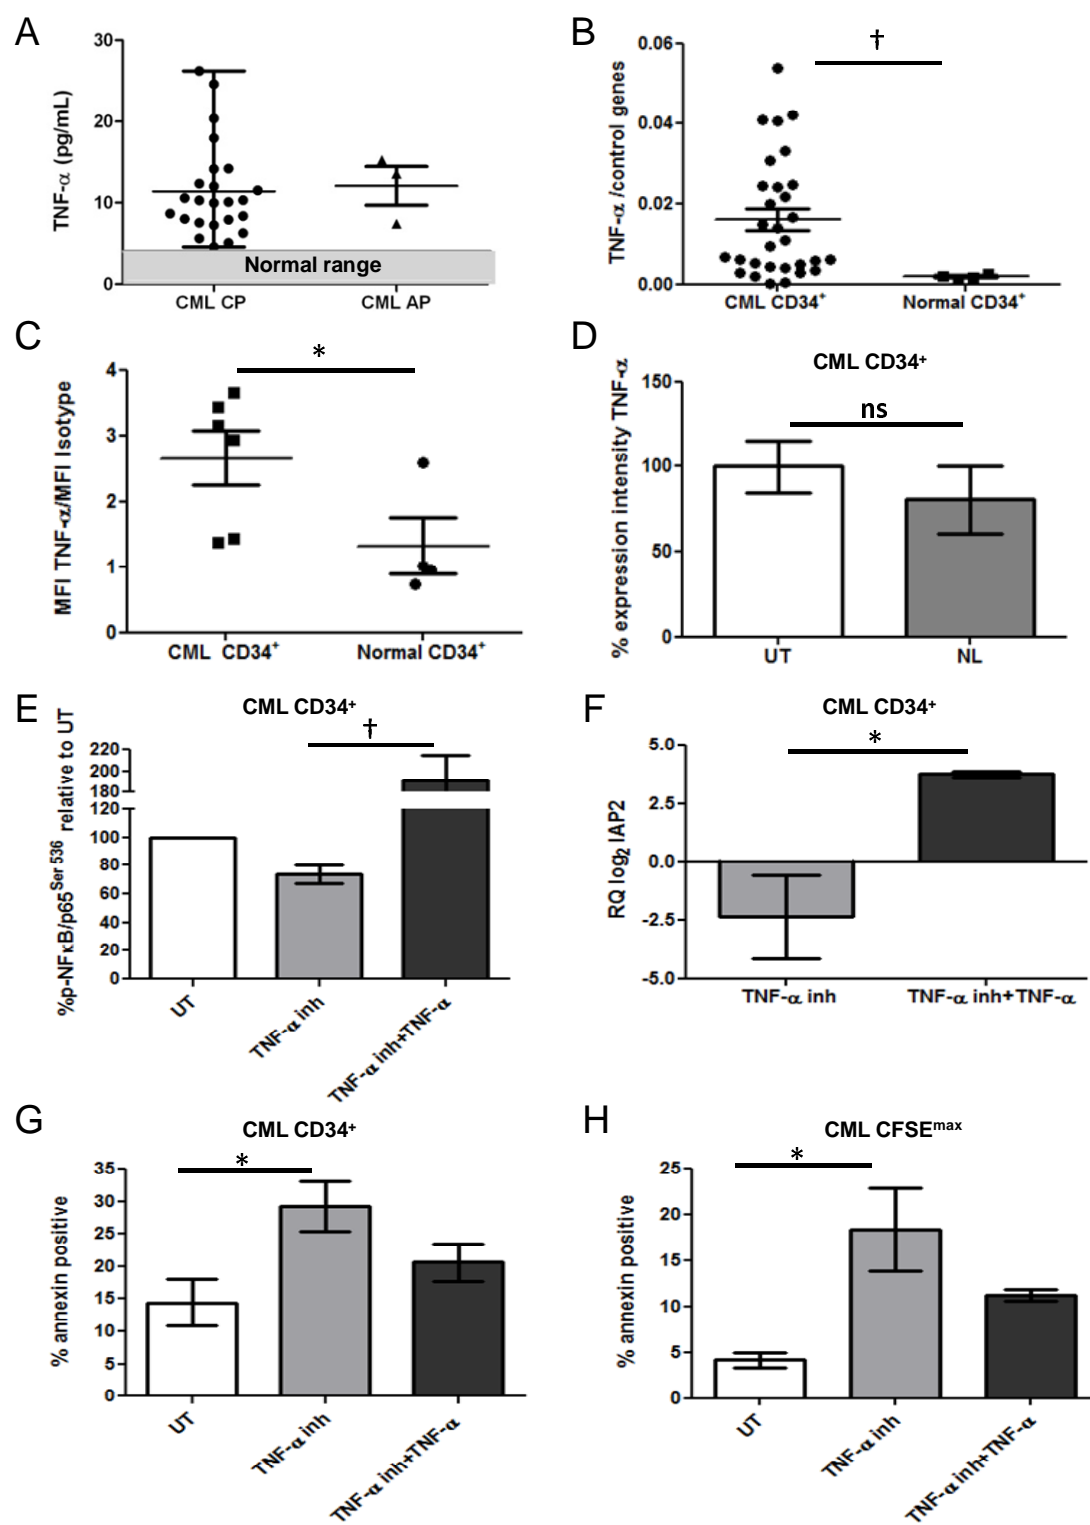 A
TNF-α (pg/mL)
30
20
10
0
Normal range
CML CP
CML AP
B
TNF-α /control genes
0.06
0.04
0.02
0.00
†
CML CD34+
Normal CD34+
C
MFI TNF-α/MFI Isotype
4
3
2
1
0
*
CML CD34+
Normal CD34+
D
CML CD34+
% expression intensity TNF-α
150
100
50
0
ns
UT
NL
E
CML CD34+
%p-NFκB/p65Ser 536 relative to UT
220
200
180
120
100
80
60
40
20
0
†
UT
TNF-α inh
TNF-α inh+TNF-α
F
CML CD34+
RQ log2 IAP2
5.0
2.5
0.0
-2.5
-5.0
*
TNF-α inh
TNF-α inh+TNF-α
G
CML CD34+
% annexin positive
35
30
25
20
15
10
5
0
*
UT
TNF-α inh
TNF-α inh+TNF-α
H
CML CFSEmax
% annexin positive
25
20
15
10
5
0
*
UT
TNF-α inh
TNF-α inh+TNF-α